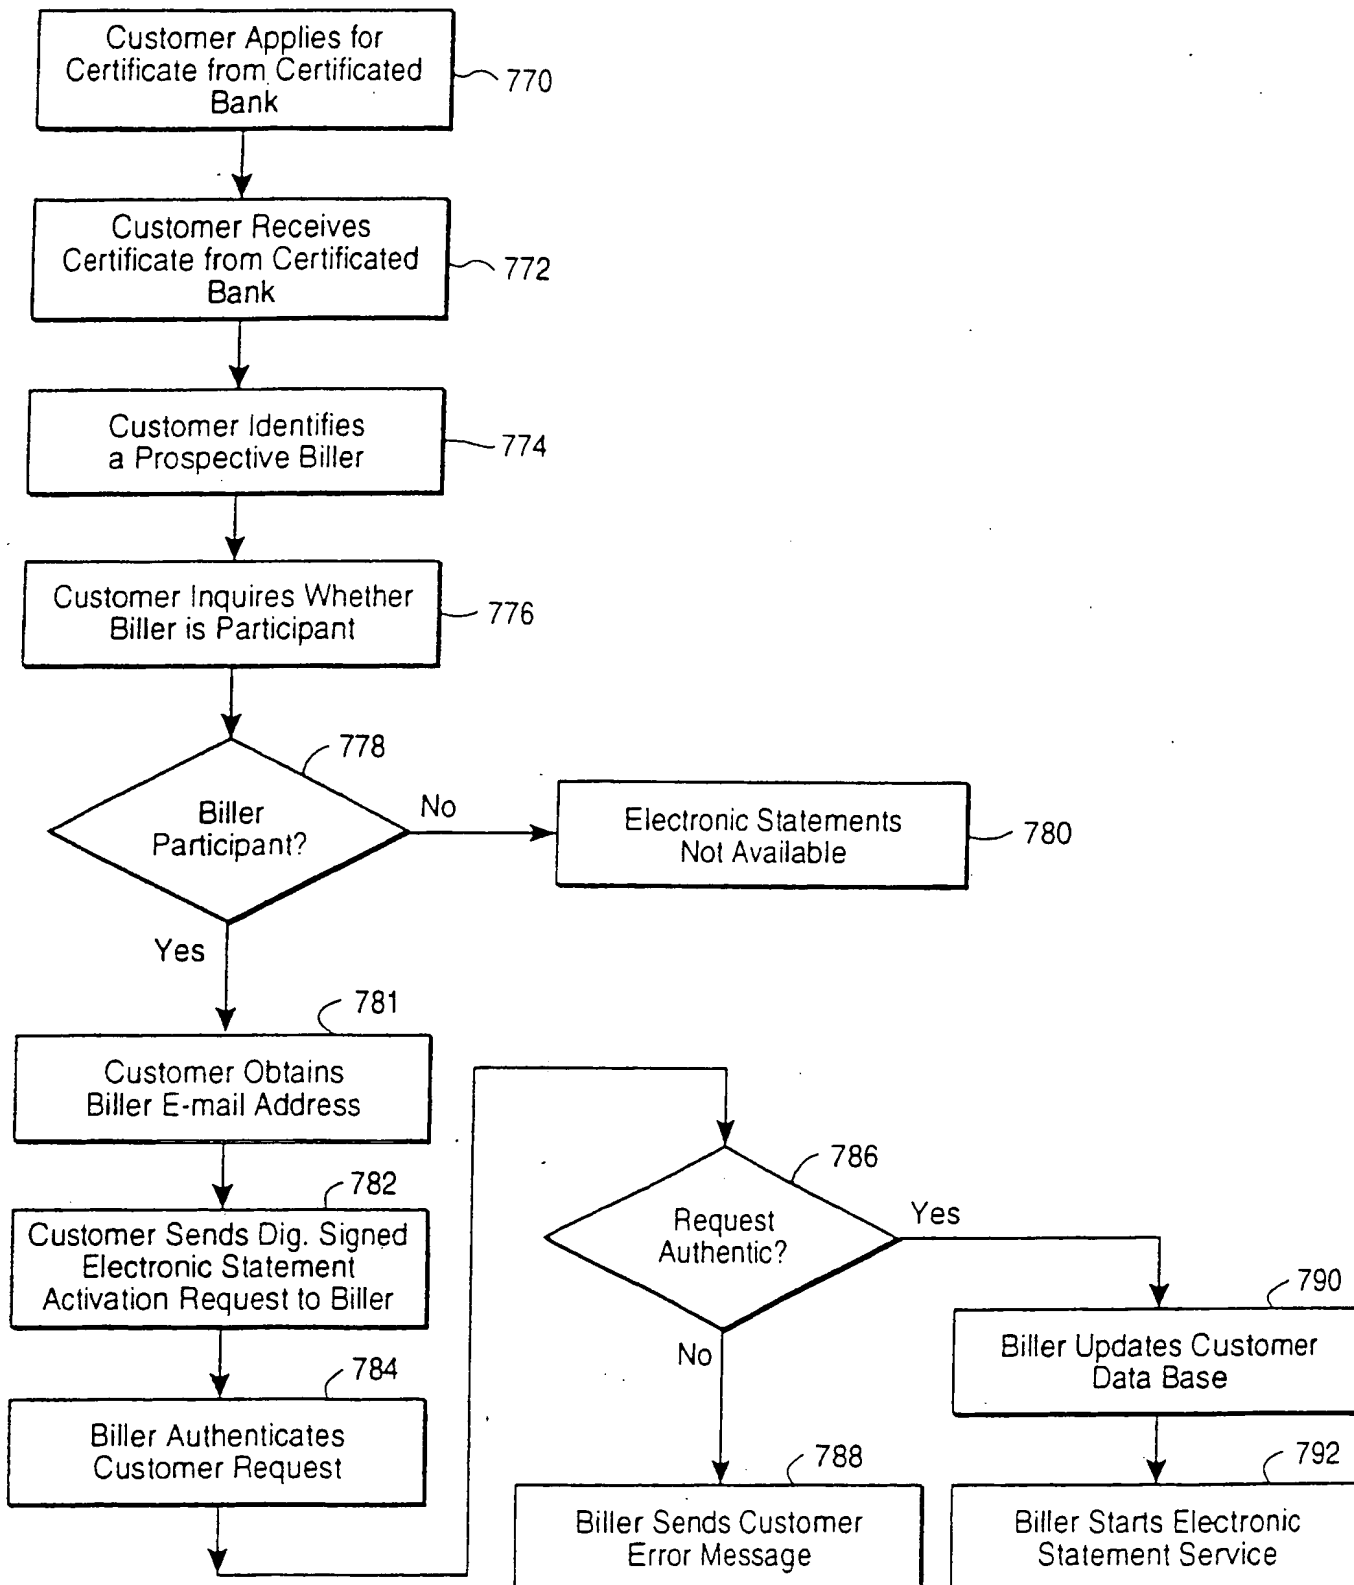 Customer Applies for
Certificate from Certificated
Bank
770
Customer Receives
Certificate from Certificated
Bank
772
Customer Identifies
a Prospective Biller
774
Customer Inquires Whether
Biller is Participant
776
778
Biller
Participant?
No
Electronic Statements
Not Available
780
Yes
781
Customer Obtains
Biller E-mail Address
782
Customer Sends Dig. Signed
Electronic Statement
Activation Request to Biller
784
Biller Authenticates
Customer Request
786
Request
Authentic?
Yes
No
788
Biller Sends Customer
Error Message
790
Biller Updates Customer
Data Base
792
Biller Starts Electronic
Statement Service